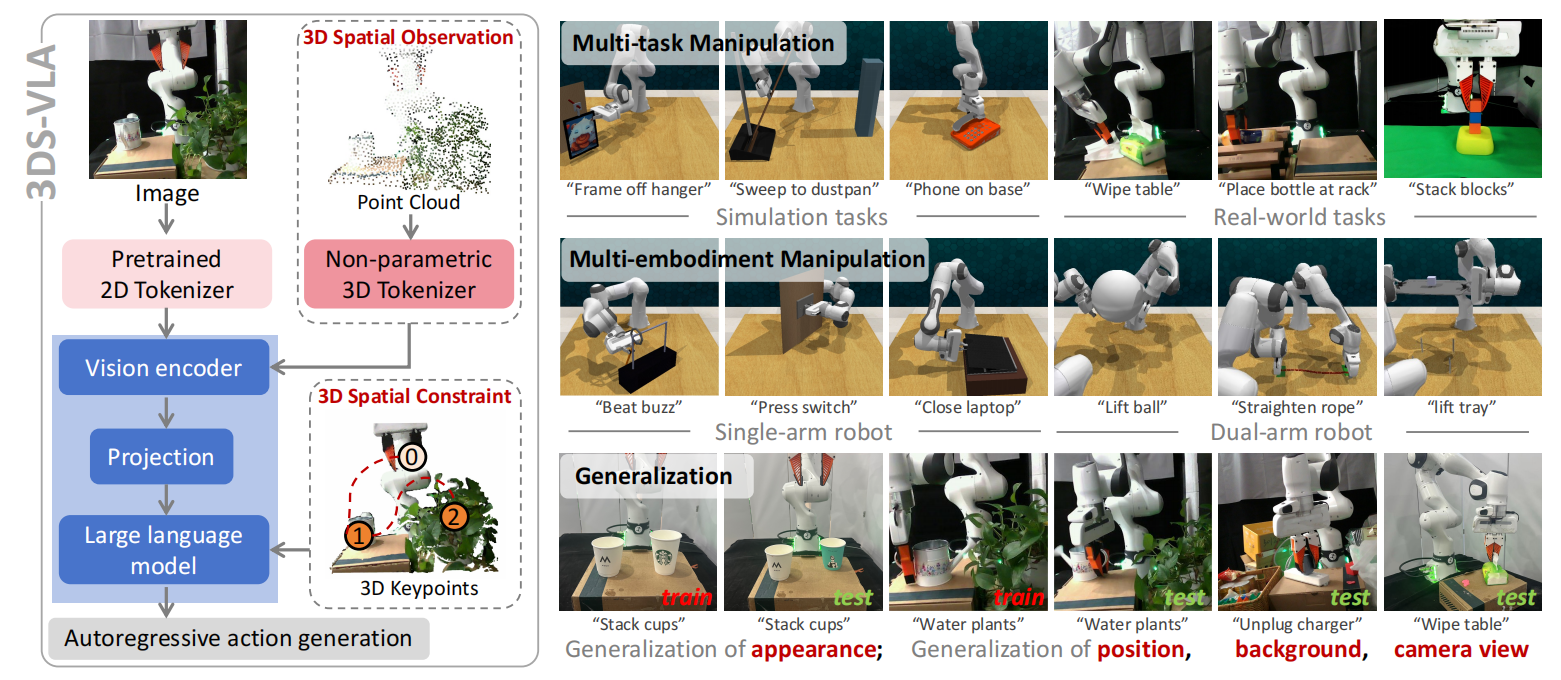 3DS-VLA
3D Spatial Observation
Image
Point Cloud
Pretrained
2D Tokenizer
Non-parametric
3D Tokenizer
Vision encoder
3D Spatial Constraint
Projection
0
1
2
Large language
model
3D Keypoints
Autoregressive action generation
Multi-task Manipulation
“Frame off hanger”
“Sweep to dustpan”
“Phone on base”
“Wipe table”
“Place bottle at rack”
“Stack blocks”
Simulation tasks
Real-world tasks
Multi-embodiment Manipulation
“Beat buzz”
“Press switch”
“Close laptop”
“Lift ball”
“Straighten rope”
“lift tray”
Single-arm robot
Dual-arm robot
Generalization
train
test
train
test
test
test
“Stack cups”
“Stack cups”
“Water plants”
“Water plants”
“Unplug charger”
“Wipe table”
Generalization of appearance;
Generalization of position,
background,
camera view